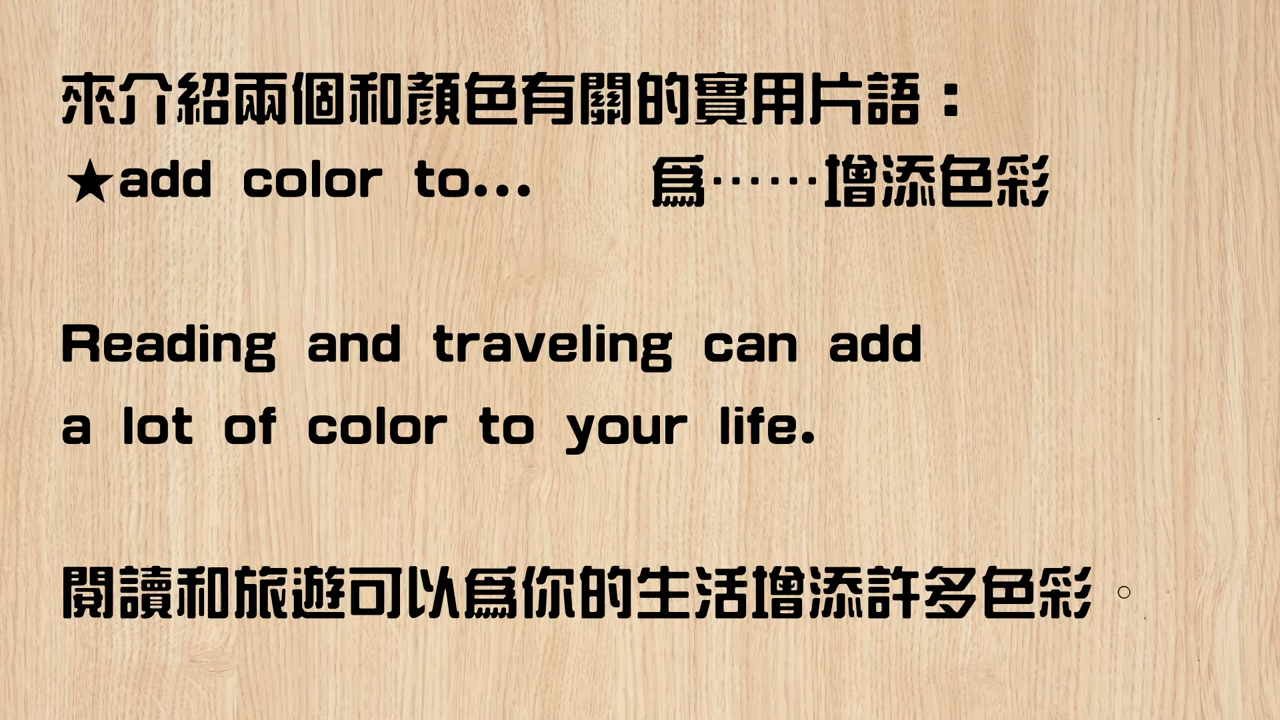 來介紹兩個和顏色有關的實用片語：
★add color to... 爲⋯⋯增添色彩
Reading and traveling can add
a lot of color to your life.
閱讀和旅遊可以爲你的生活增添許多色彩。